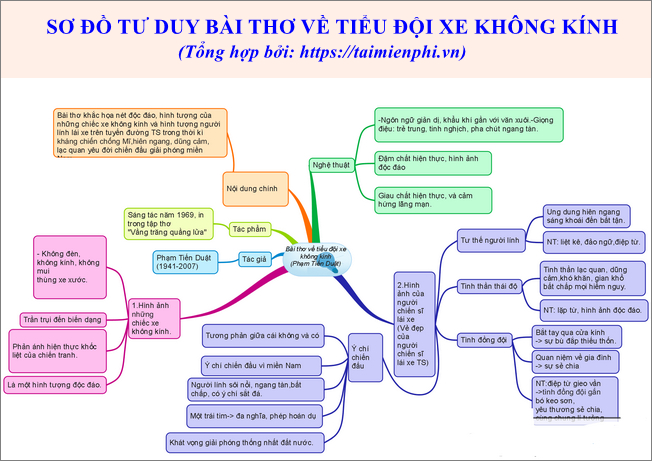 SƠ ĐỒ TƯ DUY BÀI THƠ VỀ TIỂU ĐỘI XE KHÔNG KÍNH
(Tổng hợp bởi: https://taimienphi.vn)
Bài thơ về tiểu đội xe
không kính
(Phạm Tiến Duật)
Bài thơ khắc họa nét độc đáo, hình tượng của
những chiếc xe không kính và hình tượng người
lính lái xe trên tuyến đường TS trong thời kì
kháng chiến chống Mĩ,hiên ngang, dũng cảm,
lạc quan yêu đời chiến đấu giải phóng miền
Nội dung chính
Sáng tác năm 1969, in
trong tập thơ
"Vầng trăng quầng lửa"
Tác phẩm
Phạm Tiến Duật
(1941-2007)
Tác giả
- Không đèn,
không kính, không
mui
thùng xe xước.
Trần trụi đến biến dạng
Phản ánh hiện thực khốc
liệt của chiến tranh.
Là một hình tượng độc đáo.
1.Hình ảnh
những
chiếc xe
không kính.
Nghệ thuật
-Ngôn ngữ giản dị, khẩu khí gần với văn xuôi.-Giọng
điệu: trẻ trung, tinh nghịch, pha chút ngang tàn.
Đậm chất hiện thực, hình ảnh
độc đáo
Giàu chất hiện thực, và cảm
hứng lãng mạn.
2.Hình
ảnh của
người
chiến sĩ
lái xe
(Vẻ đẹp
của
người
chiến sĩ
lái xe TS)
Tư thế người lính
Ung dung hiên ngang
sảng khoái đến bất tận.
NT: liệt kê, đảo ngữ,điệp từ.
Tinh thần thái độ
Tinh thần lạc quan, dũng
cảm,khó khăn, gian khổ
bất chấp mọi hiểm nguy.
NT: lặp từ, hình ảnh độc đáo.
Tình đồng đội
Bắt tay qua cửa kính
-> sự bù đắp thiếu thốn.
Quan niệm về gia đình
-> sự sẻ chia
NT:điệp từ gieo vần
->tình đồng đội gắn
bó keo sơn,
yêu thương sẻ chia,
cùng chung lí tưởng
Ý chí
chiến
đấu
Tương phản giữa cái không và có
Ý chí chiến đấu vì miền Nam
Người lính sôi nổi, ngang tàn,bất
chấp, có ý chí sắt đá.
Một trái tim-> đa nghĩa, phép hoán dụ
Khát vọng giải phóng thống nhất đất nước.